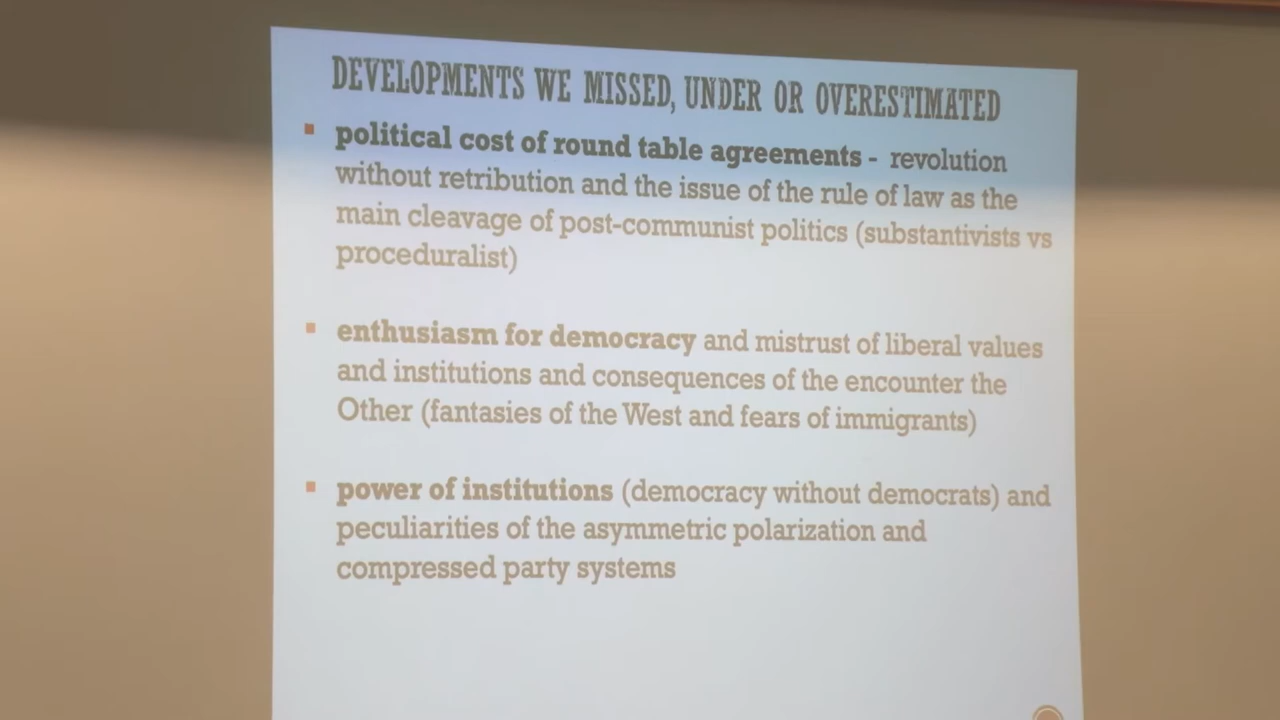 DEVELOPMENTS WE MISSED, UNDER OR OVERESTIMATED
▪ political cost of round table agreements - revolution
without retribution and the issue of the rule of law as the
main cleavage of post-communist politics (substantivists vs
proceduralist)
▪ enthusiasm for democracy and mistrust of liberal values
and institutions and consequences of the encounter the
Other (fantasies of the West and fears of immigrants)
▪ power of institutions (democracy without democrats) and
peculiarities of the asymmetric polarization and
compressed party systems